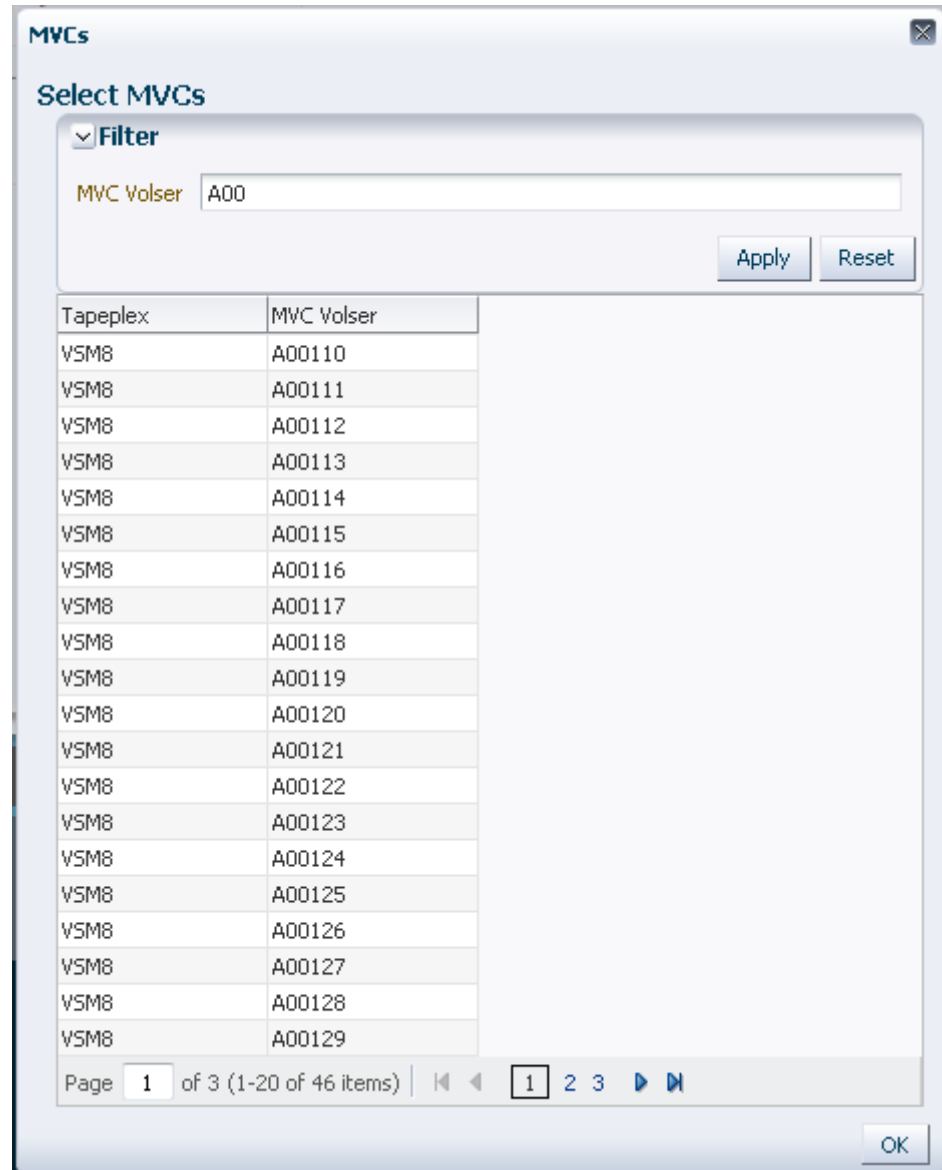 MVCs
Select MVCs
Filter
MVC Volser A00
Apply Reset
Tapeplex MVC Volser
VSM8 A00110
VSM8 A00111
VSM8 A00112
VSM8 A00113
VSM8 A00114
VSM8 A00115
VSM8 A00116
VSM8 A00117
VSM8 A00118
VSM8 A00119
VSM8 A00120
VSM8 A00121
VSM8 A00122
VSM8 A00123
VSM8 A00124
VSM8 A00125
VSM8 A00126
VSM8 A00127
VSM8 A00128
VSM8 A00129
Page 1 of 3 (1-20 of 46 items) 1 2 3
OK